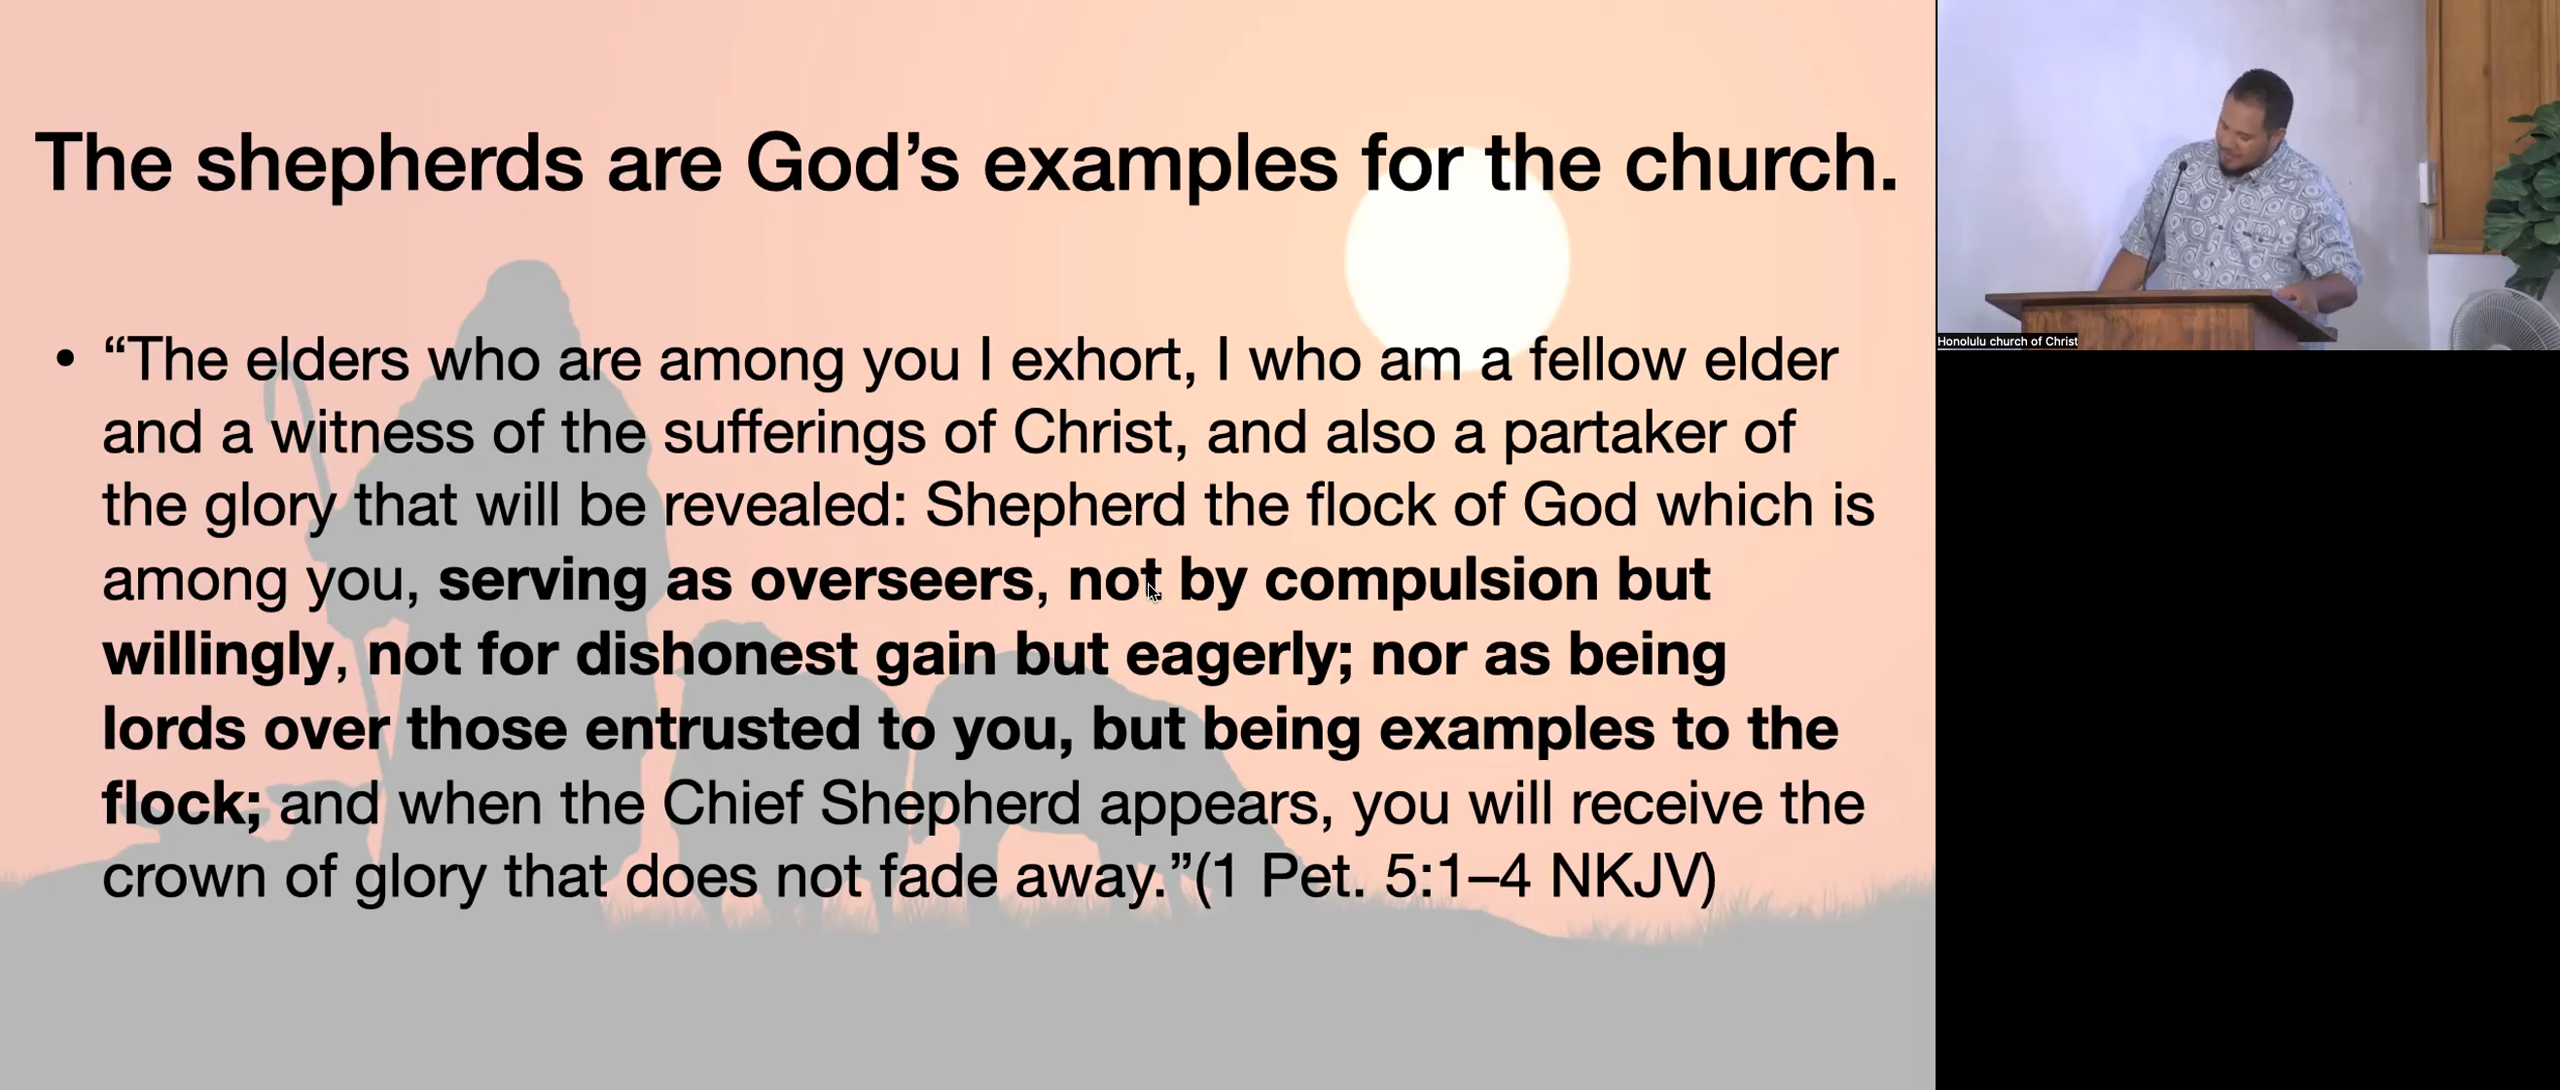 The shepherds are God’s examples for the church.
• “The elders who are among you I exhort, I who am a fellow elder
and a witness of the sufferings of Christ, and also a partaker of
the glory that will be revealed: Shepherd the flock of God which is
among you, serving as overseers, not by compulsion but
willingly, not for dishonest gain but eagerly; nor as being
lords over those entrusted to you, but being examples to the
flock; and when the Chief Shepherd appears, you will receive the
crown of glory that does not fade away.”(1 Pet. 5:1–4 NKJV)
Honolulu church of Christ